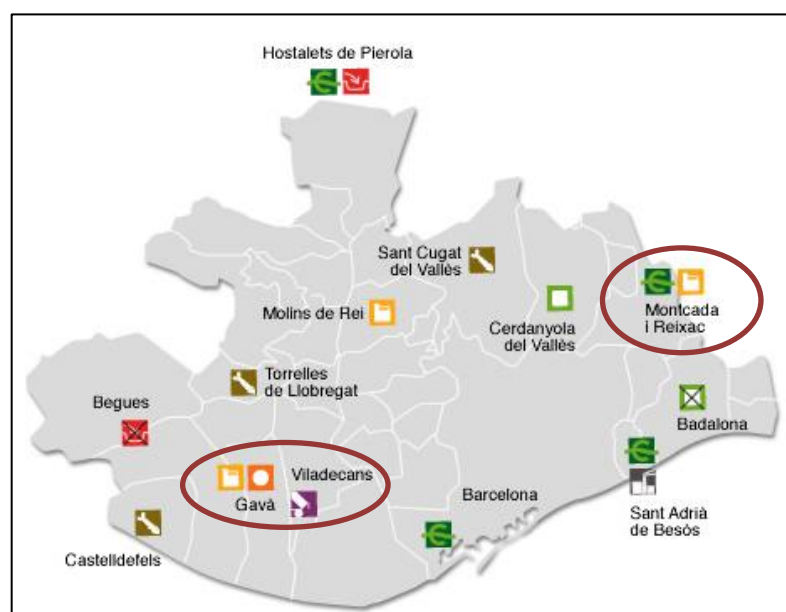 Hostalets de Pierola
Sant Cugat
del Vallès
Molins de Rei
Cerdanyola
del Vallès
Montcada
i Reixac
Torrelles
de Llobregat
Begues
Badalona
Viladecans
Gavà
Barcelona
Sant Adrià
de Besòs
Castelldefels